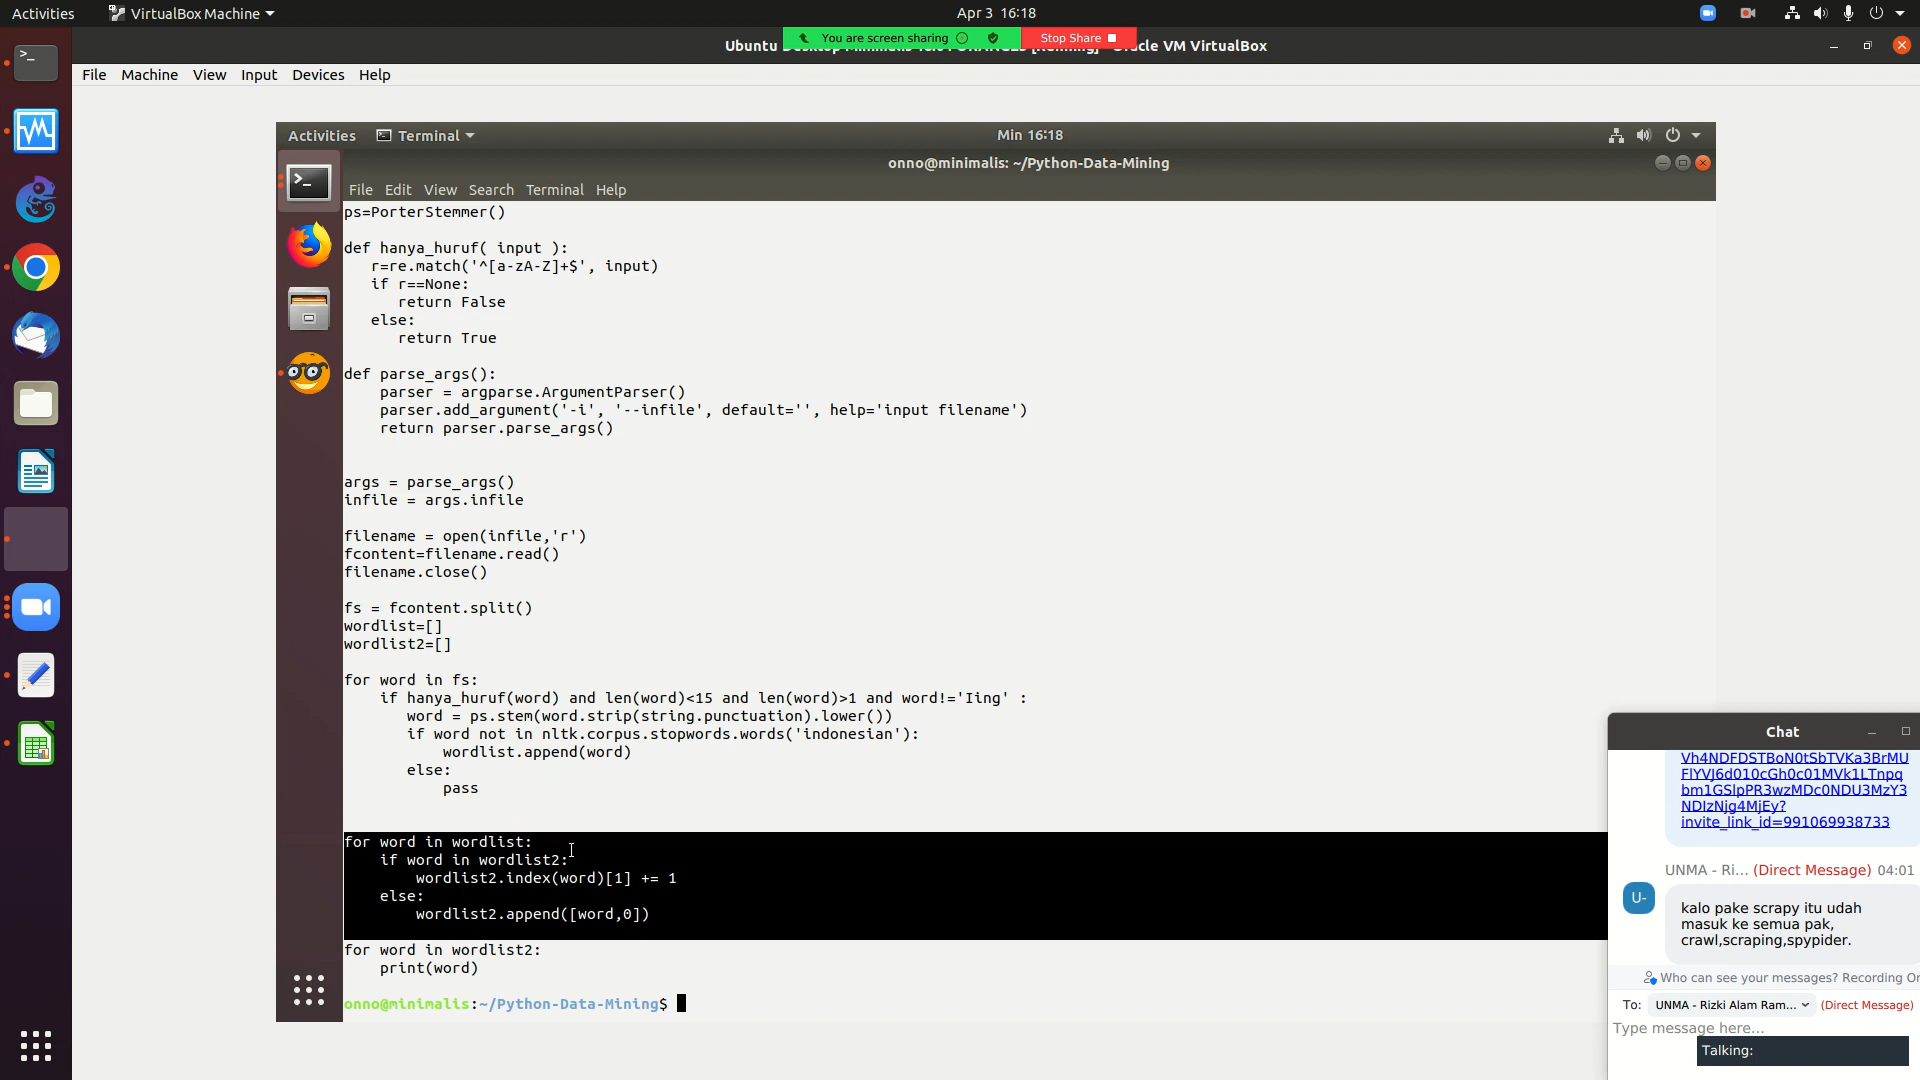 Activities
VirtualBox Machine
Apr 3 16:18
You are screen sharing
Stop Share
Ubuntu
Oracle VM VirtualBox
File Machine View Input Devices Help
Activities
Terminal
Min 16:18
onno@minimalis: ~/Python-Data-Mining
File Edit View Search Terminal Help
ps=PorterStemmer()
def hanya_huruf( input ):
   r=re.match('^[a-zA-Z]+$', input)
   if r==None:
      return False
   else:
      return True
def parse_args():
    parser = argparse.ArgumentParser()
    parser.add_argument('-i', '--infile', default='', help='input filename')
    return parser.parse_args()
args = parse_args()
infile = args.infile
filename = open(infile,'r')
fcontent=filename.read()
filename.close()
fs = fcontent.split()
wordlist=[]
wordlist2=[]
for word in fs:
    if hanya_huruf(word) and len(word)<15 and len(word)>1 and word!='Iing' :
       word = ps.stem(word.strip(string.punctuation).lower())
       if word not in nltk.corpus.stopwords.words('indonesian'):
           wordlist.append(word)
       else:
           pass
for word in wordlist:
    if word in wordlist2:
        wordlist2.index(word)[1] += 1
    else:
        wordlist2.append([word,0])
for word in wordlist2:
    print(word)
onno@minimalis:~/Python-Data-Mining$
Chat
Vh4NDFDSTBoN0tSbTVKa3BrMU
FlYVJ6d010cGh0c01MVk1LTnpq
bm1GSlpPR3wzMDc0NDU3MzY3
NDIzNjg4MjEy?
invite_link_id=991069938733
UNMA - Ri... (Direct Message) 04:01
U-
kalo pake scrapy itu udah
masuk ke semua pak,
crawl,scraping,spypider.
Who can see your messages? Recording
To: UNMA - Rizki Alam Ram... (Direct Message)
Type message here...
Talking: